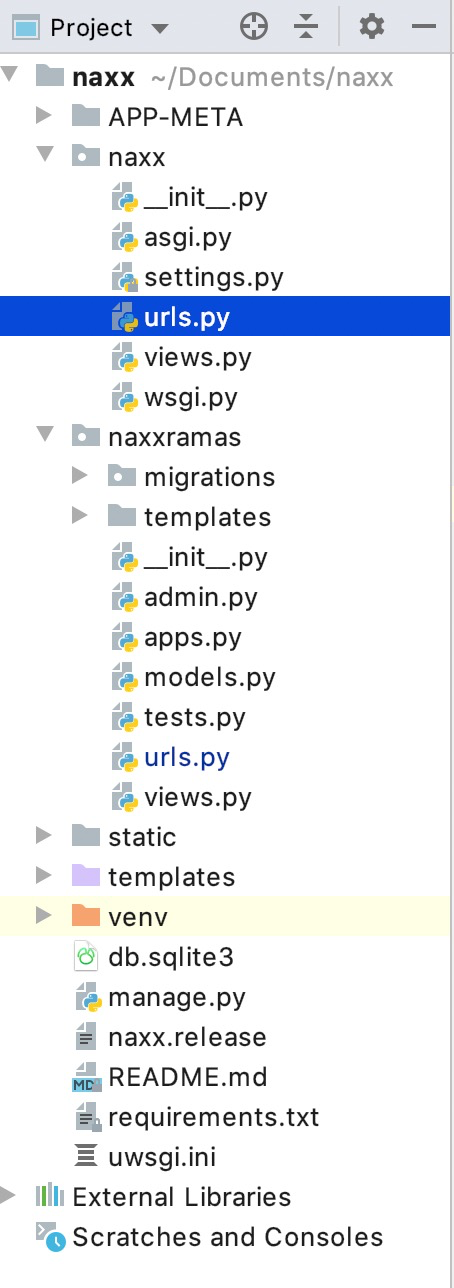 Project
naxx ~/Documents/naxx
APP-META
naxx
__init__.py
asgi.py
settings.py
urls.py
views.py
wsgi.py
naxxramas
migrations
templates
__init__.py
admin.py
apps.py
models.py
tests.py
urls.py
views.py
static
templates
venv
db.sqlite3
manage.py
naxx.release
MD README.md
requirements.txt
uwsgi.ini
External Libraries
Scratches and Consoles